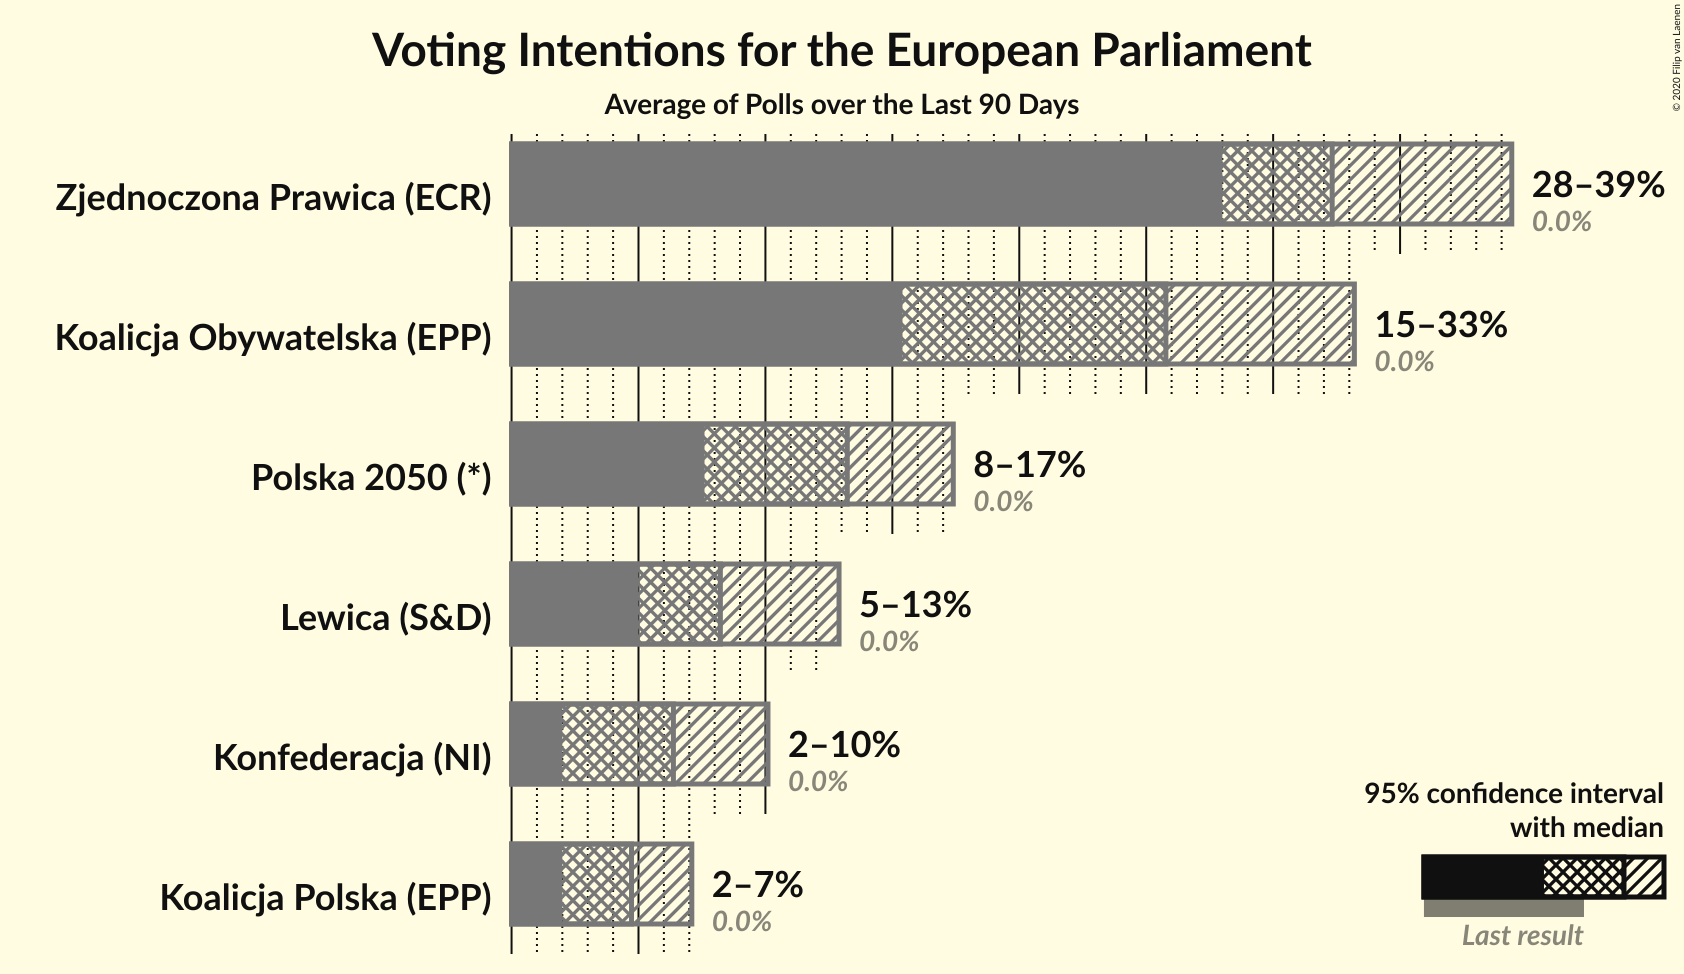 Voting Intentions for the European Parliament
Average of Polls over the Last 90 Days
© 2020 Filip van Laenen
Zjednoczona Prawica (ECR)
28–39%
0.0%
Koalicja Obywatelska (EPP)
15–33%
0.0%
Polska 2050 (*)
8–17%
0.0%
Lewica (S&D)
5–13%
0.0%
Konfederacja (NI)
2–10%
0.0%
Koalicja Polska (EPP)
2–7%
0.0%
95% confidence interval
with median
Last result